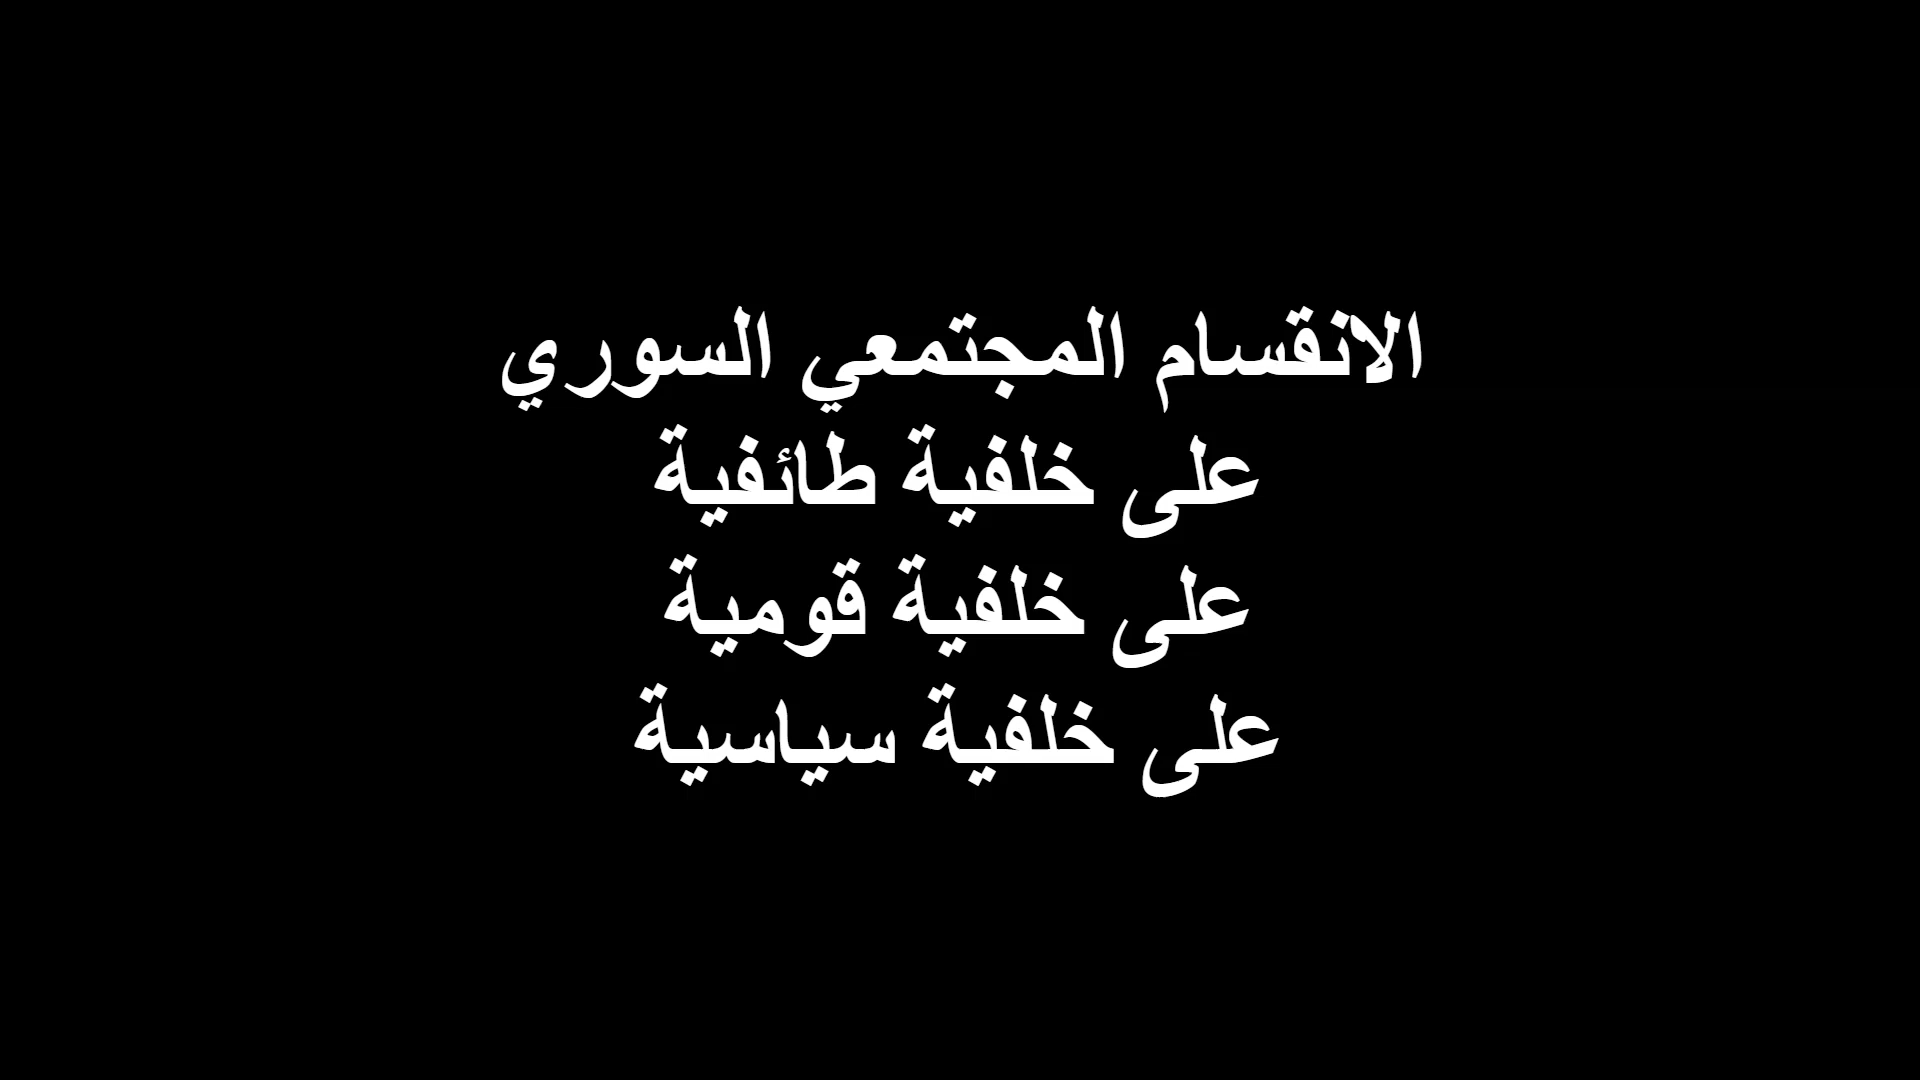 الانقسام المجتمعي السوري
على خلفية طائفية
على خلفية قومية
على خلفية سياسية